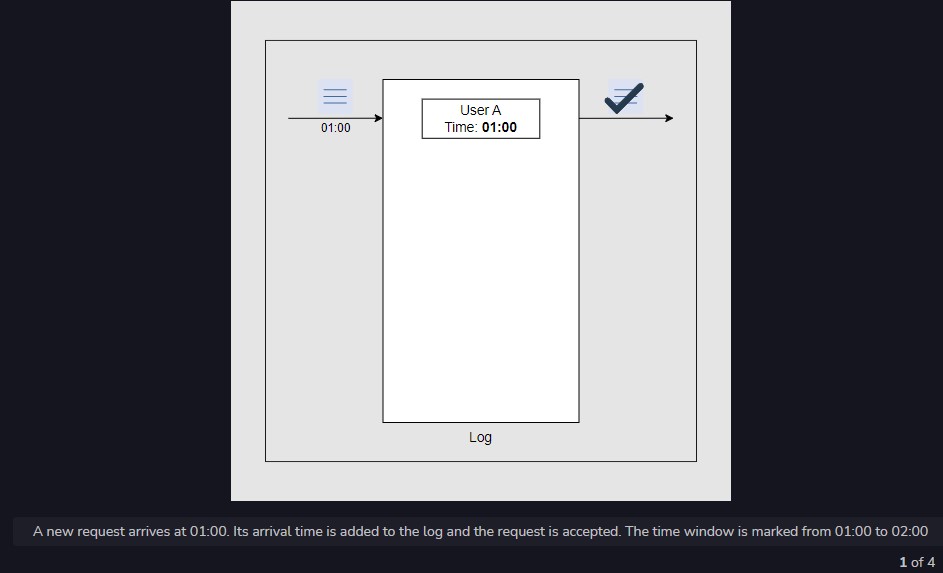 User A
Time: 01:00
01:00
Log
A new request arrives at 01:00. Its arrival time is added to the log and the request is accepted. The time window is marked from 01:00 to 02:00
1 of 4